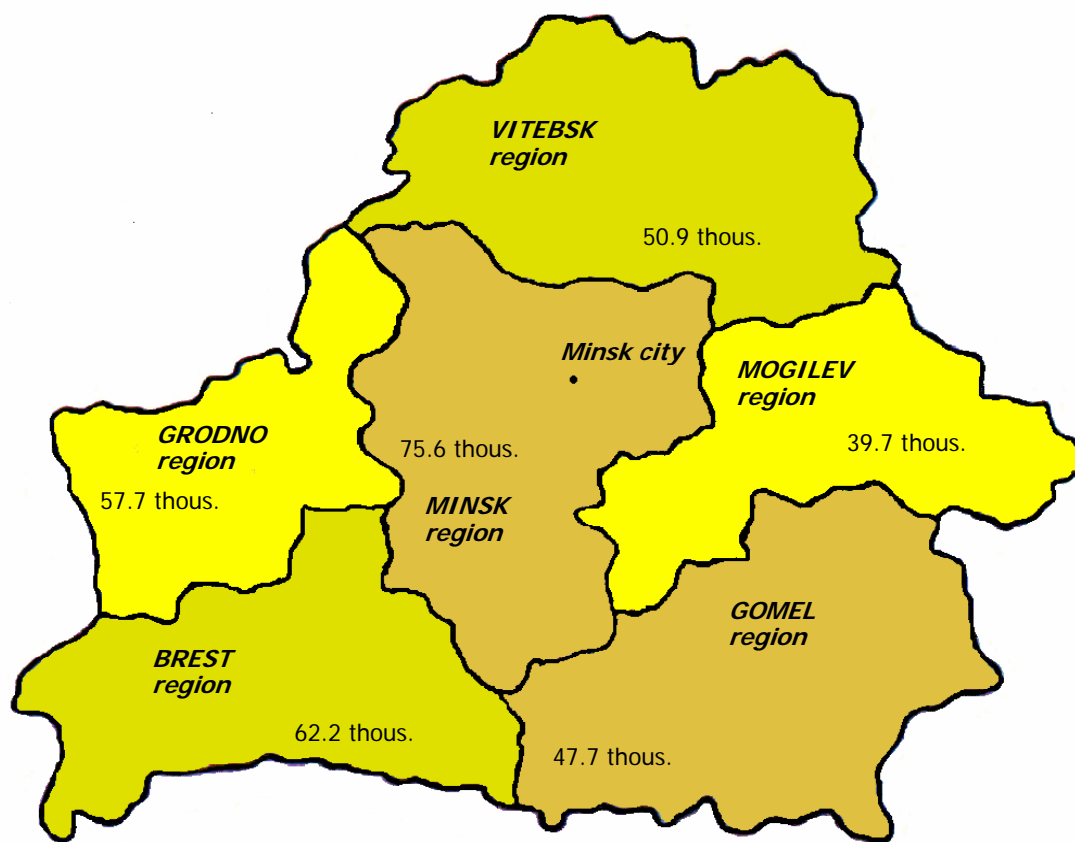 VITEBSK
region
50.9 thous.
Minsk city
MOGILEV
region
39.7 thous.
GRODNO
region
57.7 thous.
75.6 thous.
MINSK
region
GOMEL
region
47.7 thous.
BREST
region
62.2 thous.